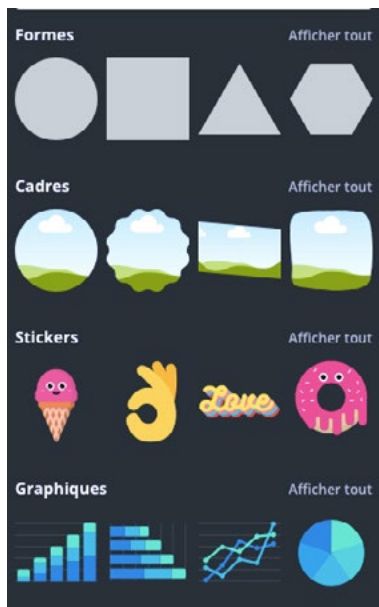 Formes Afficher tout
Cadres Afficher tout
Stickers Afficher tout
Love
Graphiques Afficher tout